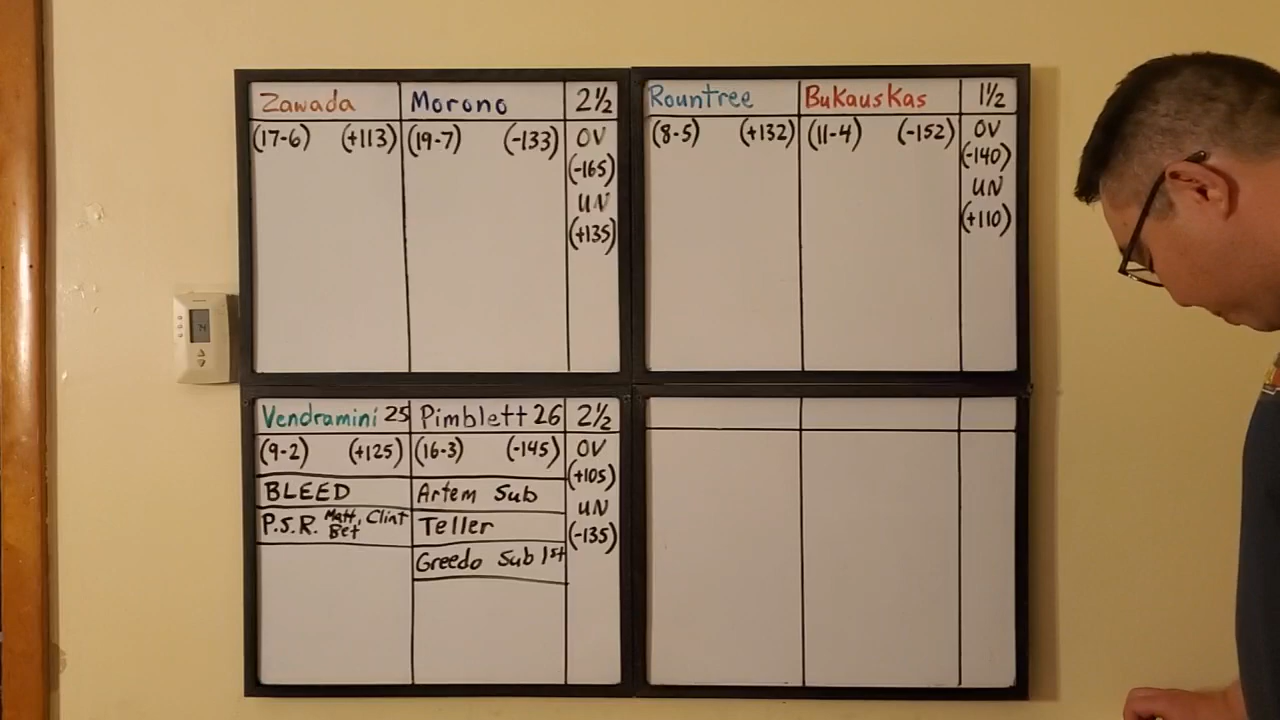 Zawada Morono 2½
(17-6) (+113) (19-7) (-133) OV
(-165)
UN
(+135)
Rountree Bukauskas 1½
(8-5) (+132) (11-4) (-152) OV
(-140)
UN
(+110)
Vendramini 25 Pimblett 26 2½
(9-2) (+125) (16-3) (-145) OV
(+105)
BLEED Artem Sub
UN
P.S.R. Matt, Clint Bet Teller
(-135)
Greedo Sub 1st